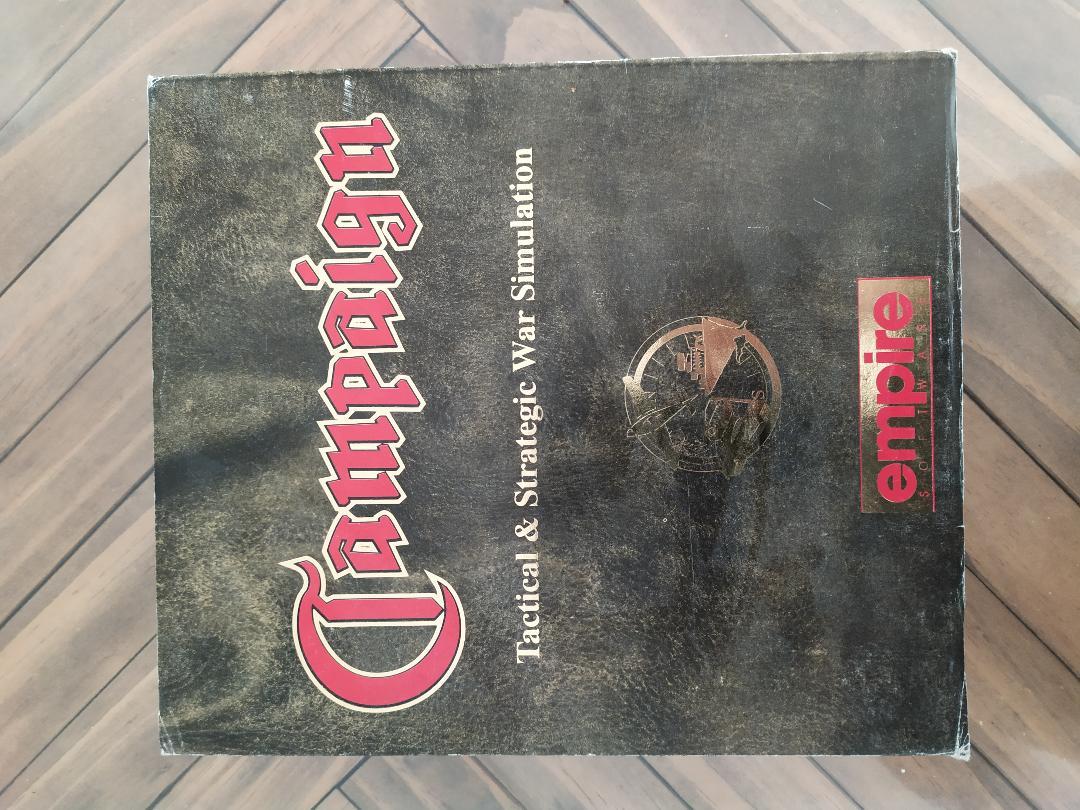 Campaign
Tactical & Strategic War Simulation
empire
SOFTWARE